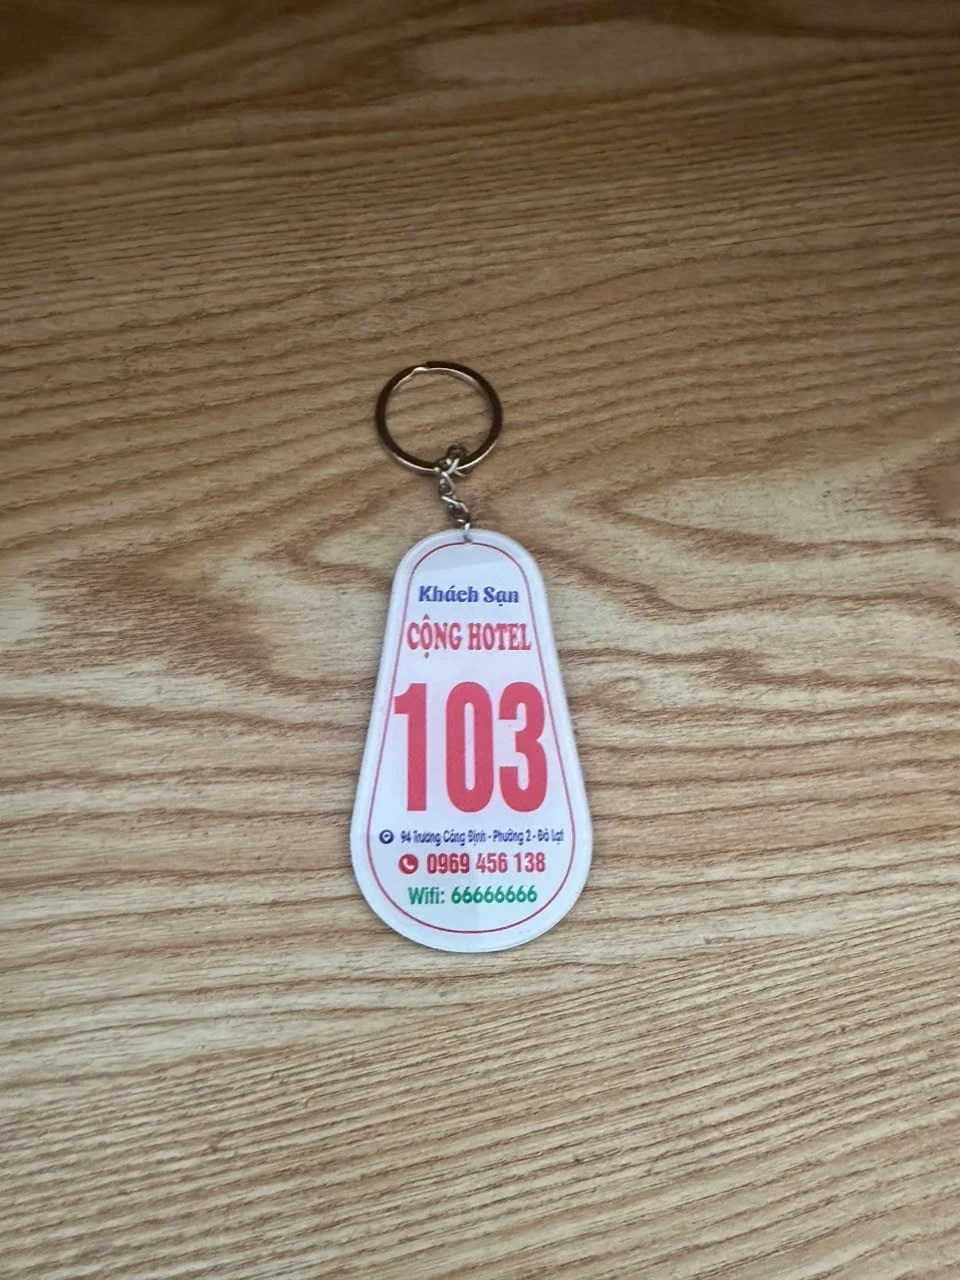 Khách Sạn
CỘNG HOTEL
103
94 Trương Công Định - Phường 2 - Đà Lạt
0969 456 138
Wifi: 66666666